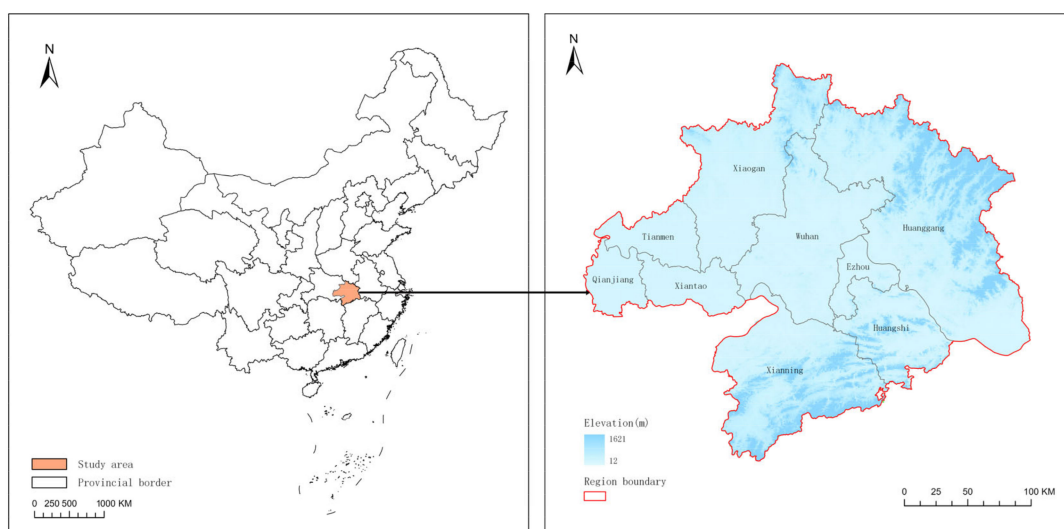 N
Study area
Provincial border
0 250 500 1000 KM
N
Xiaogan
Huanggang
Wuhan
Tianmen
Ezhou
Qianjiang
Xiantao
Huangshi
Xianning
Elevation(m)
1621
12
Region boundary
0 25 50 100 KM